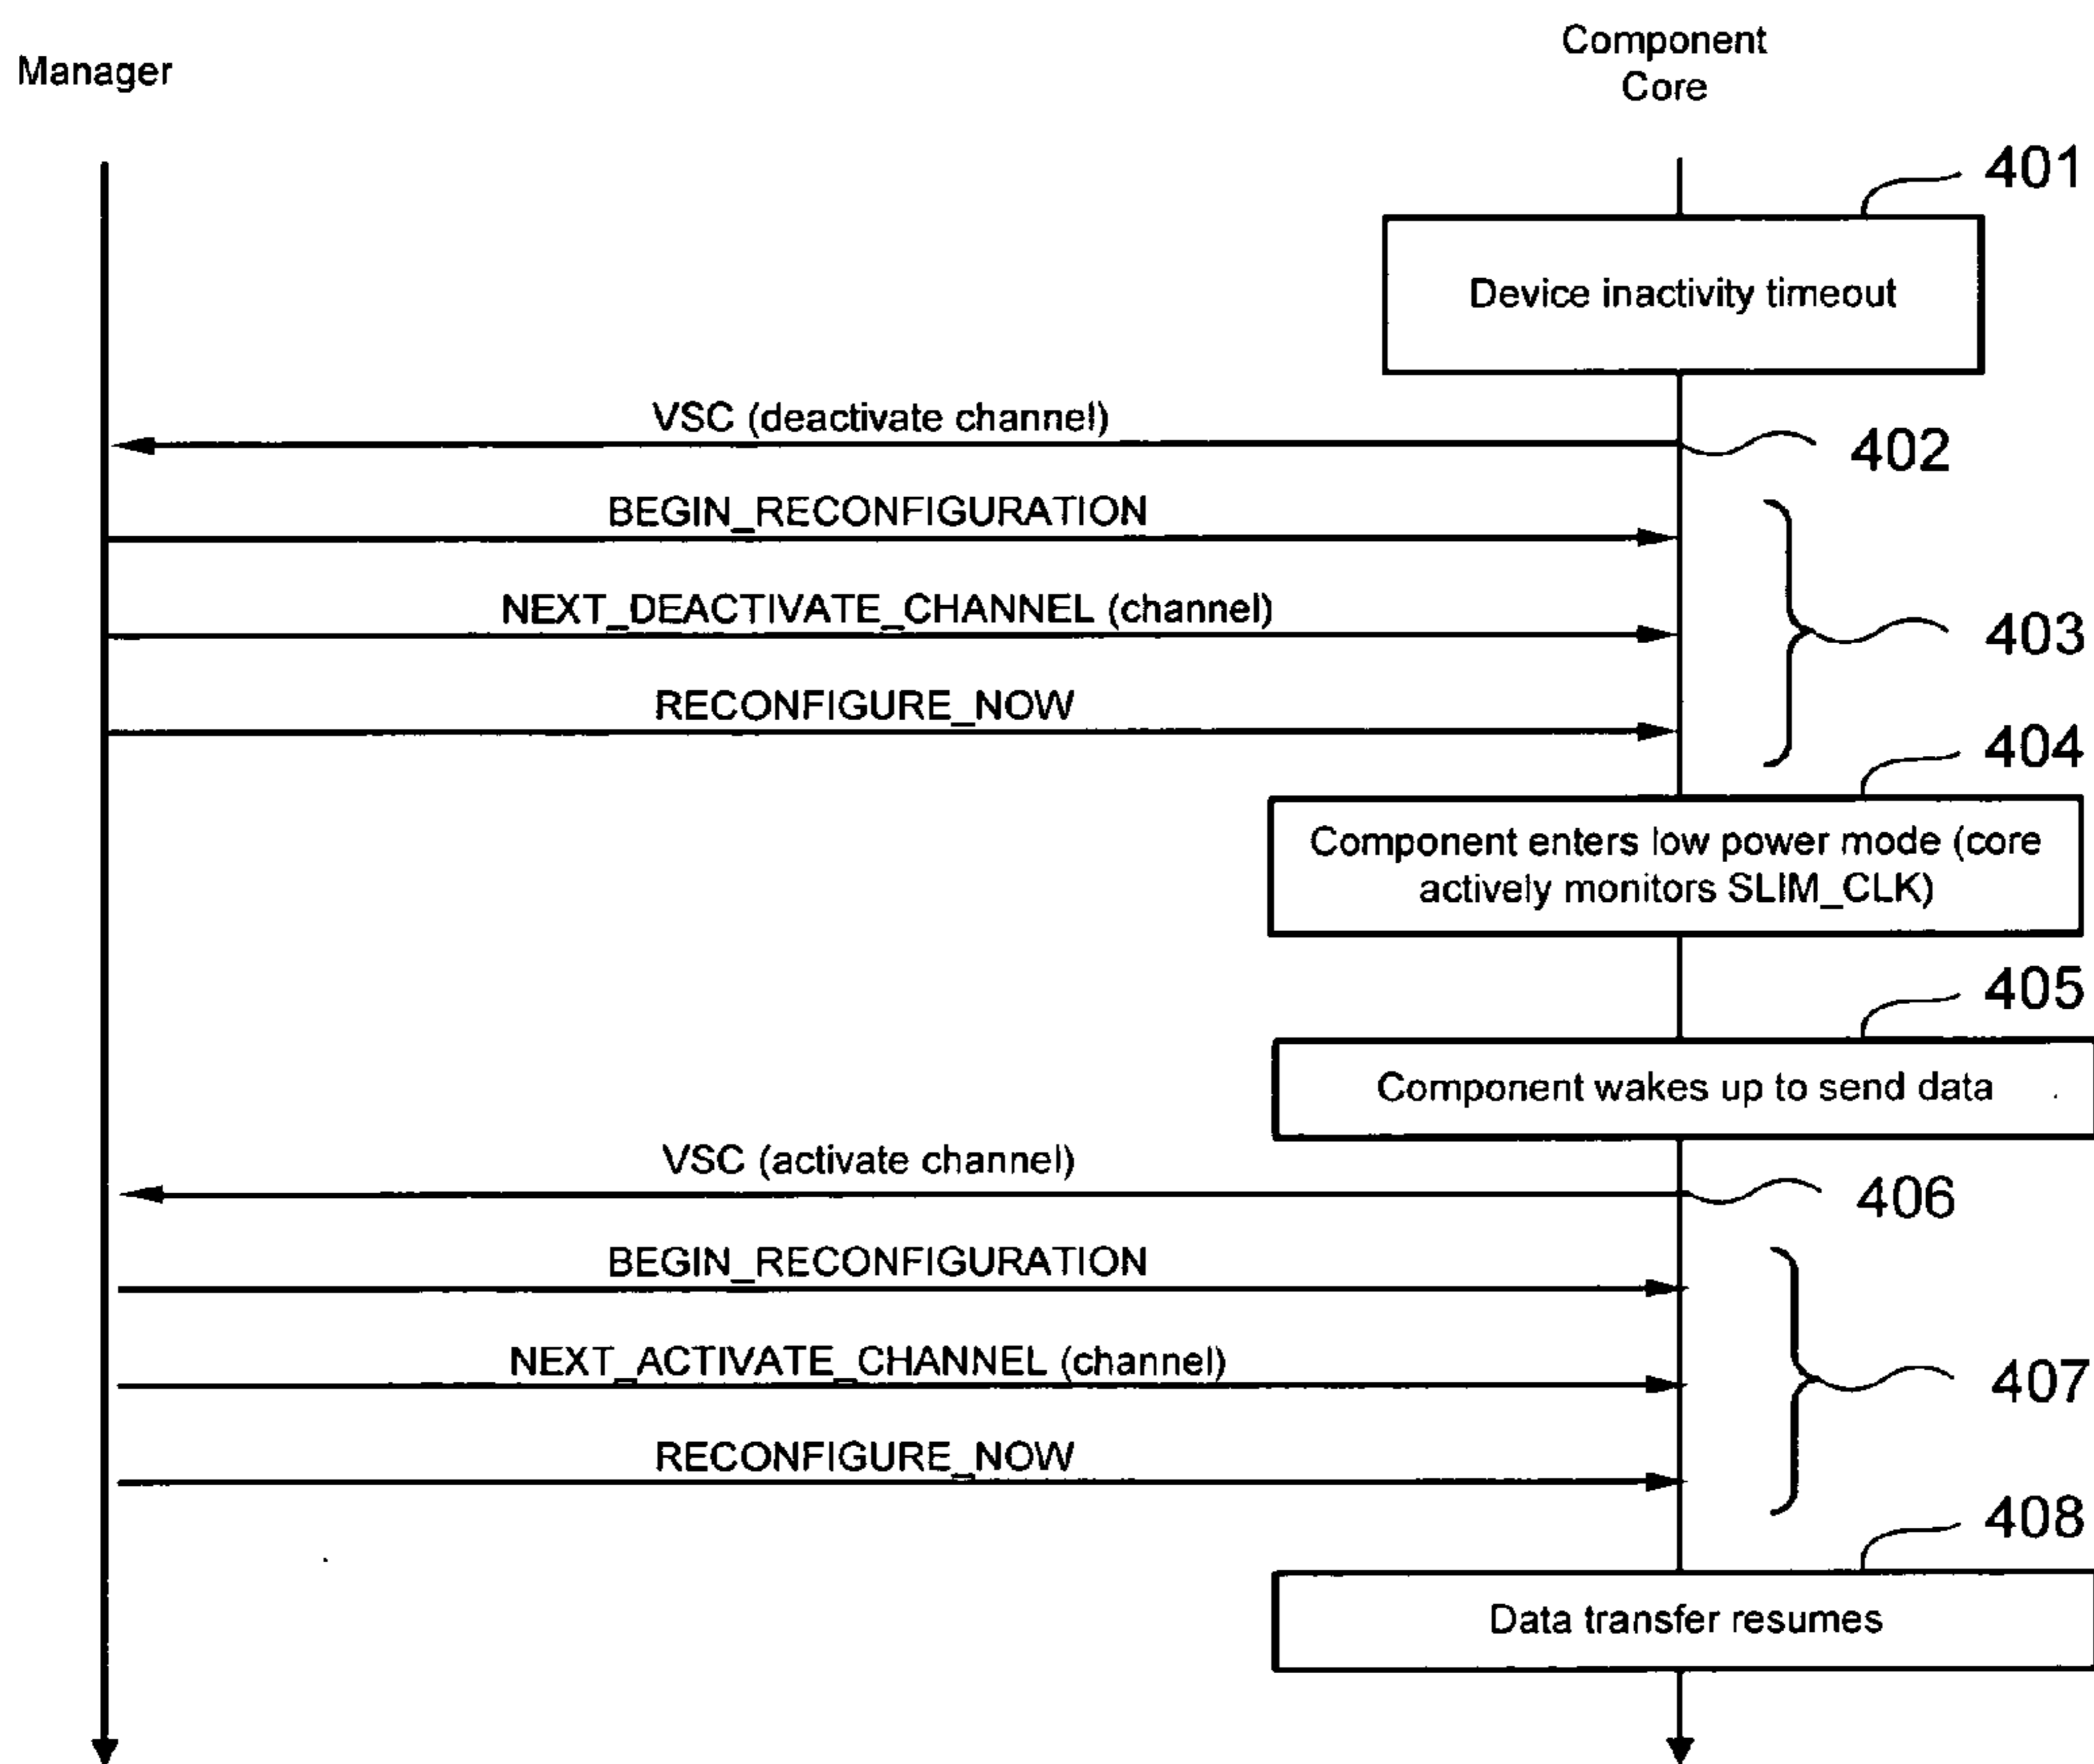 Manager
Component
Core
401
Device inactivity timeout
VSC (deactivate channel)
402
BEGIN_RECONFIGURATION
NEXT_DEACTIVATE_CHANNEL (channel)
403
RECONFIGURE_NOW
404
Component enters low power mode (core
actively monitors SLIM_CLK)
405
Component wakes up to send data
VSC (activate channel)
406
BEGIN_RECONFIGURATION
NEXT_ACTIVATE_CHANNEL (channel)
407
RECONFIGURE_NOW
408
Data transfer resumes